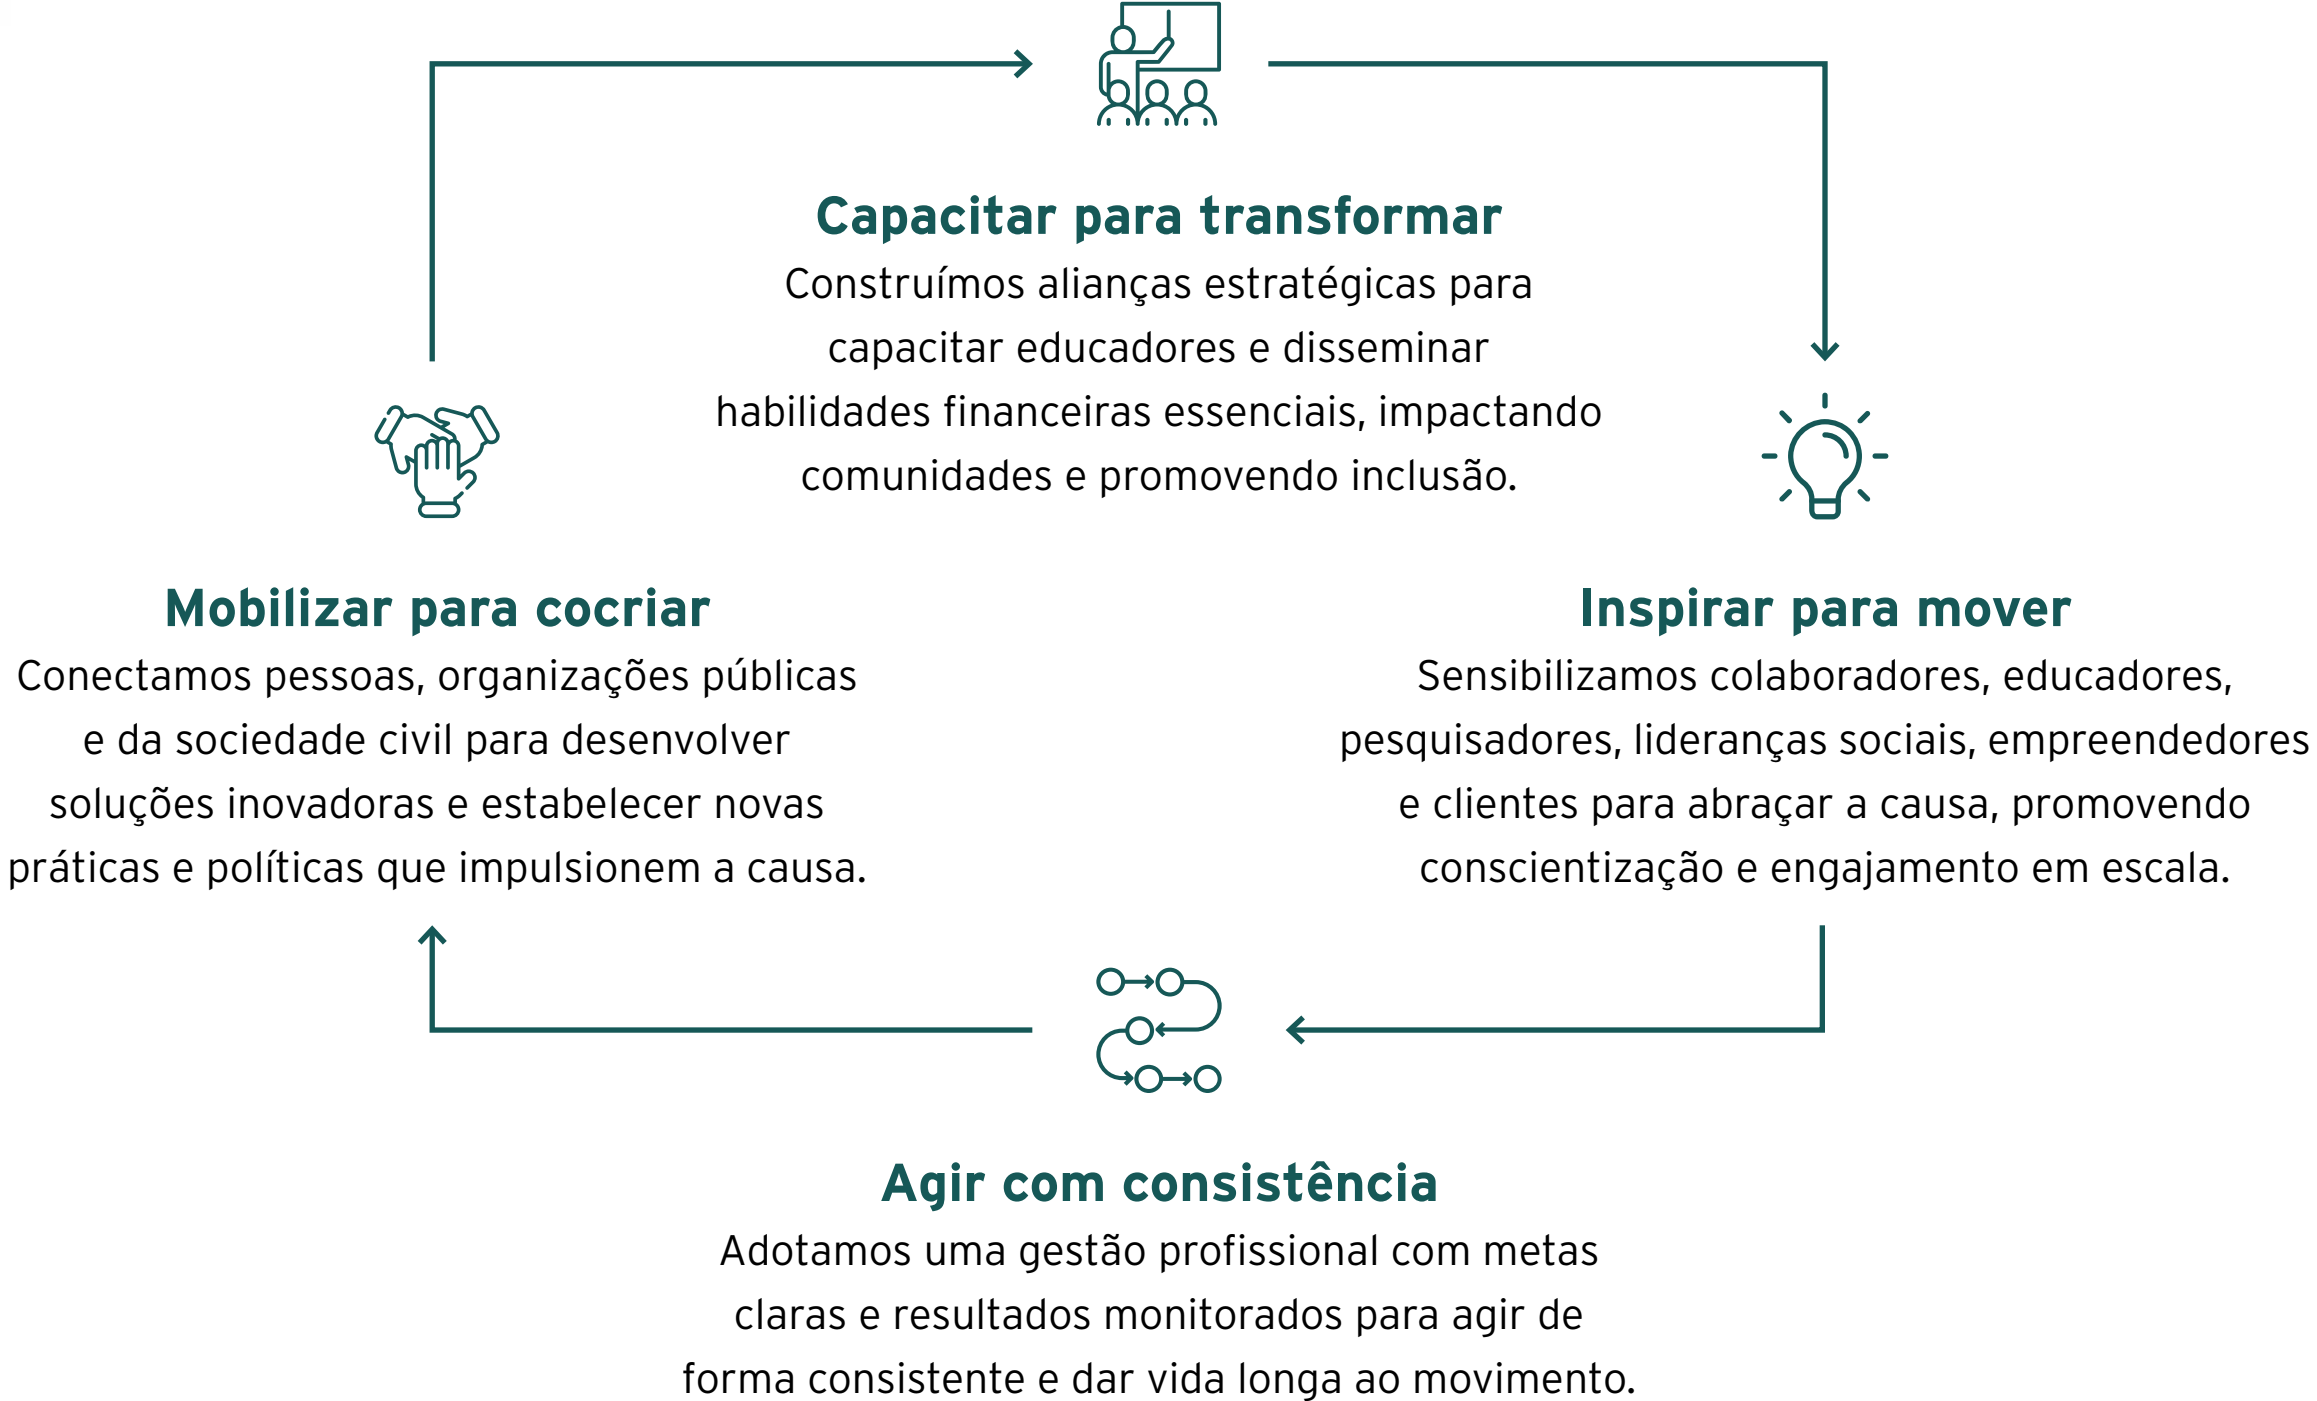 Capacitar para transformar
Construímos alianças estratégicas para
capacitar educadores e disseminar
habilidades financeiras essenciais, impactando
comunidades e promovendo inclusão.
Mobilizar para cocriar
Conectamos pessoas, organizações públicas
e da sociedade civil para desenvolver
soluções inovadoras e estabelecer novas
práticas e políticas que impulsionem a causa.
Inspirar para mover
Sensibilizamos colaboradores, educadores,
pesquisadores, lideranças sociais, empreendedores
e clientes para abraçar a causa, promovendo
conscientização e engajamento em escala.
Agir com consistência
Adotamos uma gestão profissional com metas
claras e resultados monitorados para agir de
forma consistente e dar vida longa ao movimento.